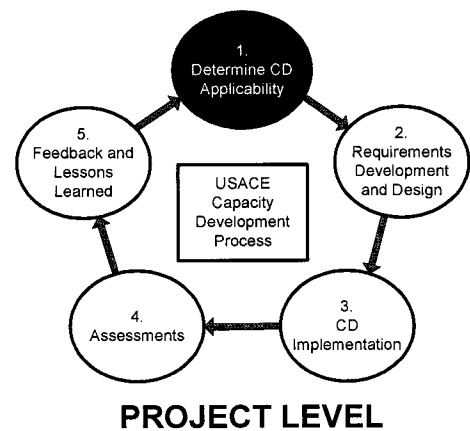 1.
Determine CD
Applicability
2.
Requirements
Development
and Design
3.
CD
Implementation
4.
Assessments
5.
Feedback and
Lessons
Learned
USACE
Capacity
Development
Process
PROJECT LEVEL